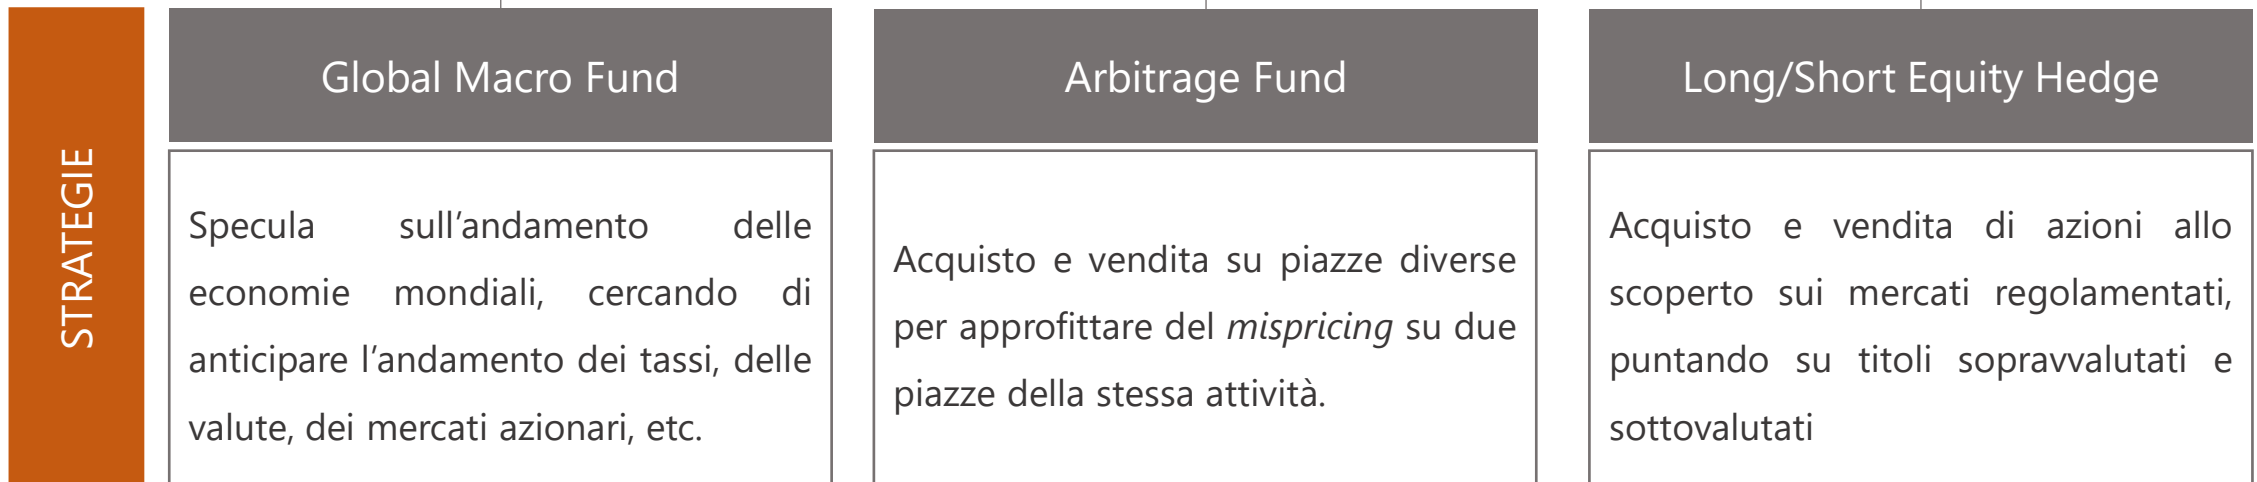 STRATEGIE
Global Macro Fund
Specula sull’andamento delle
economie mondiali, cercando di
anticipare l’andamento dei tassi, delle
valute, dei mercati azionari, etc.
Arbitrage Fund
Acquisto e vendita su piazze diverse
per approfittare del mispricing su due
piazze della stessa attività.
Long/Short Equity Hedge
Acquisto e vendita di azioni allo
scoperto sui mercati regolamentati,
puntando su titoli sopravvalutati e
sottovalutati